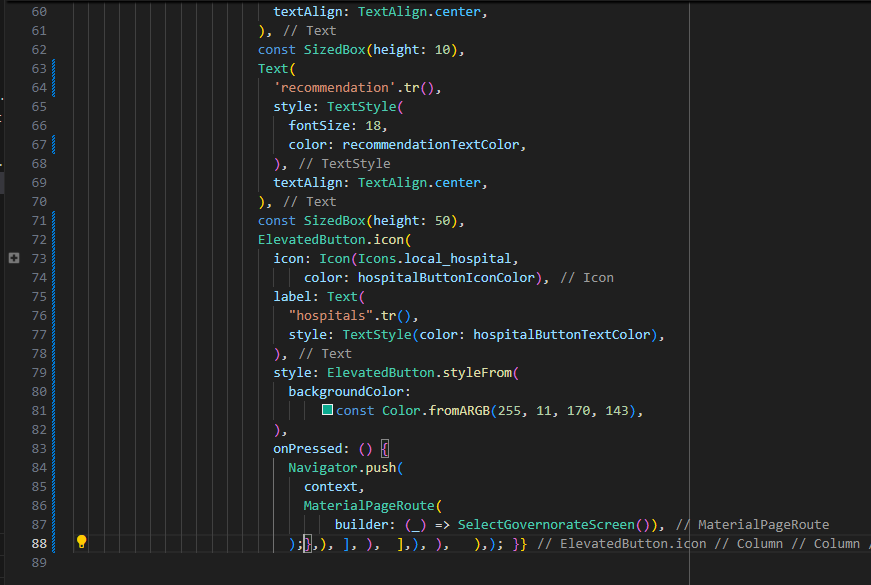 60 textAlign: TextAlign.center,
61 ), // Text
62 const SizedBox(height: 10),
63 Text(
64 'recommendation'.tr(),
65 style: TextStyle(
66 fontSize: 18,
67 color: recommendationTextColor,
68 ), // TextStyle
69 textAlign: TextAlign.center,
70 ), // Text
71 const SizedBox(height: 50),
72 ElevatedButton.icon(
73 icon: Icon(Icons.local_hospital,
74 color: hospitalButtonIconColor), // Icon
75 label: Text(
76 "hospitals".tr(),
77 style: TextStyle(color: hospitalButtonTextColor),
78 ), // Text
79 style: ElevatedButton.styleFrom(
80 backgroundColor:
81 const Color.fromARGB(255, 11, 170, 143),
82 ),
83 onPressed: () {
84 Navigator.push(
85 context,
86 MaterialPageRoute(
87 builder: (_) => SelectGovernorateScreen()), // MaterialPageRoute
88 );},), ], ), ],), ), ),); }} // ElevatedButton.icon // Column // Column /
89